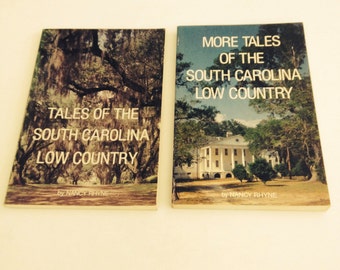 TALES OF THE
SOUTH CAROLINA
LOW COUNTRY
by NANCY RHYNE
MORE TALES
OF THE
SOUTH CAROLINA
LOW COUNTRY
by NANCY RHYNE